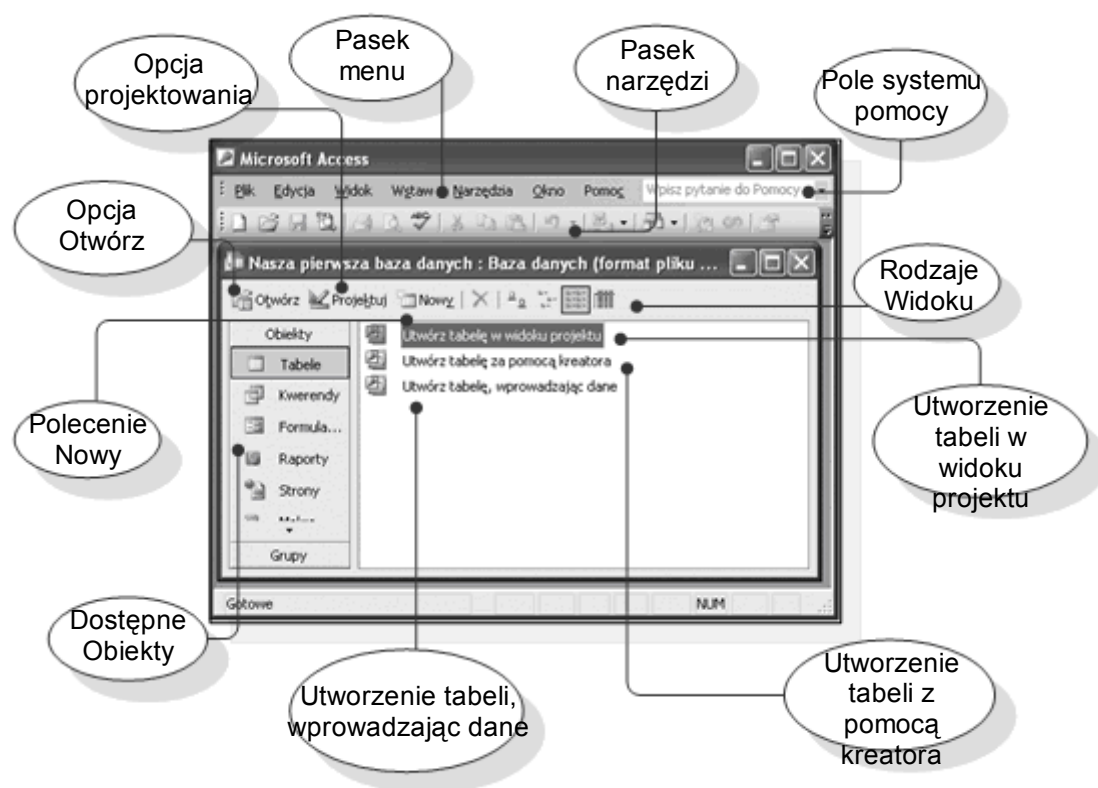 Opcja
projektowania
Pasek
menu
Pasek
narzędzi
Pole systemu
pomocy
Microsoft Access
Plik Edycja Widok Wstaw Narzędzia Okno Pomoc Wpisz pytanie do Pomocy
Opcja
Otwórz
Nasza pierwsza baza danych : Baza danych (format pliku ...
Rodzaje
Widoku
Otwórz Projektuj Nowy
Obiekty
Tabele
Kwerendy
Formula...
Raporty
Strony
Grupy
Utwórz tabelę w widoku projektu
Utwórz tabelę za pomocą kreatora
Utwórz tabelę, wprowadzając dane
Polecenie
Nowy
Utworzenie
tabeli w
widoku
projektu
Gotowe NUM
Dostępne
Obiekty
Utworzenie tabeli,
wprowadzając dane
Utworzenie
tabeli z
pomocą
kreatora